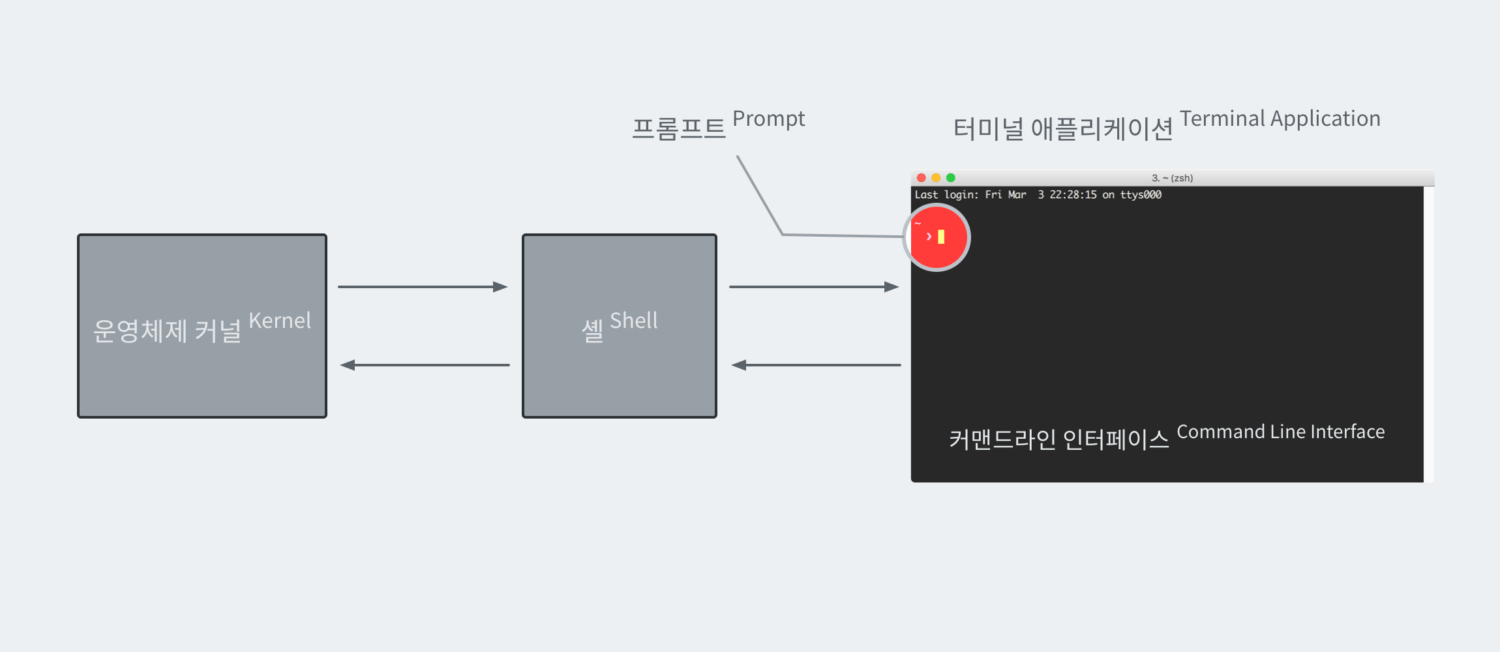 프롬프트 Prompt
터미널 애플리케이션 Terminal Application
3. ~ (zsh)
Last login: Fri Mar  3 22:28:15 on ttys000
~
›
운영체제 커널 Kernel
셸 Shell
커맨드라인 인터페이스 Command Line Interface